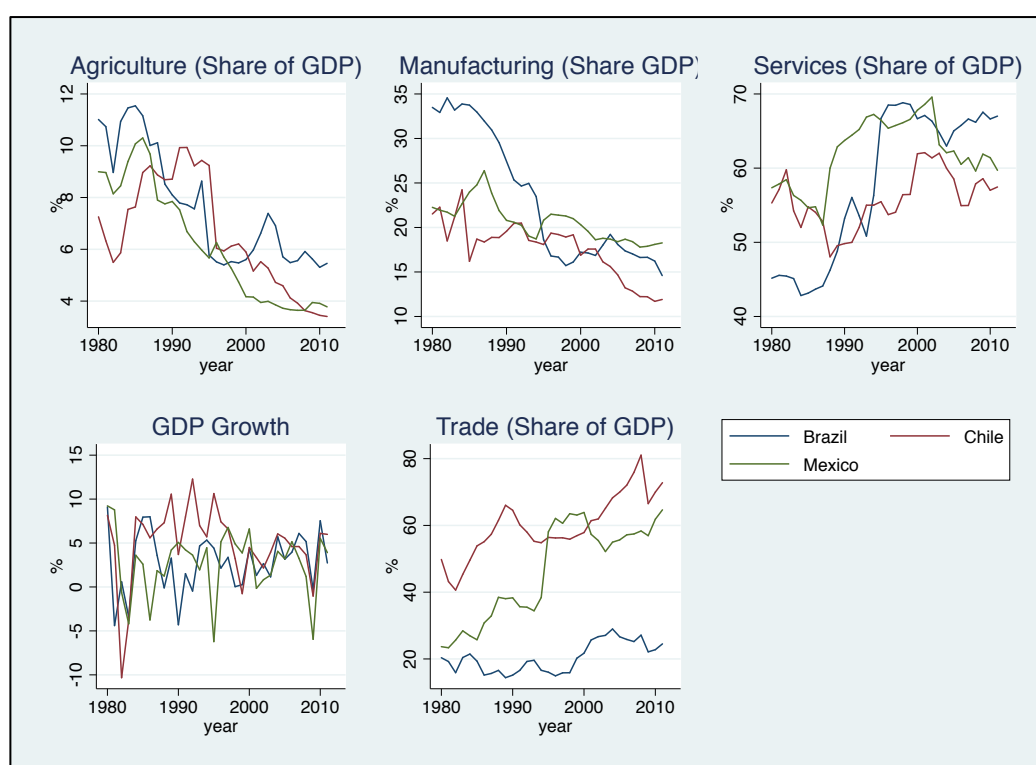 Agriculture (Share of GDP)
%
12
10
8
6
4
1980 1990 2000 2010
year
Manufacturing (Share GDP)
%
35
30
25
20
15
10
1980 1990 2000 2010
year
Services (Share of GDP)
%
70
60
50
40
1980 1990 2000 2010
year
GDP Growth
%
15
10
5
0
-5
-10
1980 1990 2000 2010
year
Trade (Share of GDP)
%
80
60
40
20
1980 1990 2000 2010
year
Brazil Chile
Mexico